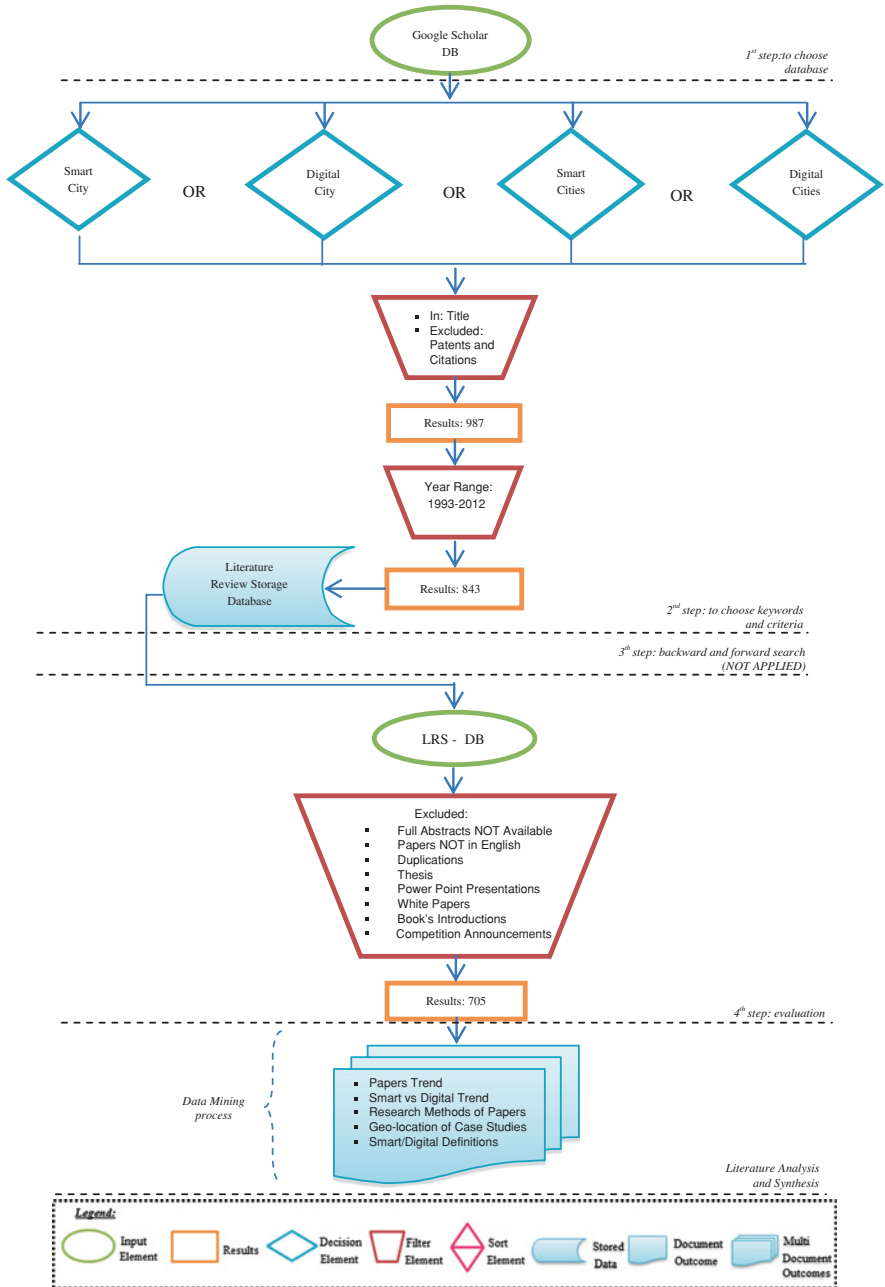 Google Scholar
DB
1st step:to choose
database
Smart
City
OR
Digital
City
OR
Smart
Cities
OR
Digital
Cities
▪ In: Title
▪ Excluded:
Patents and
Citations
Results: 987
Year Range:
1993-2012
Literature
Review Storage
Database
Results: 843
2nd step: to choose keywords
and criteria
3th step: backward and forward search
(NOT APPLIED)
LRS - DB
Excluded:
▪ Full Abstracts NOT Available
▪ Papers NOT in English
▪ Duplications
▪ Thesis
▪ Power Point Presentations
▪ White Papers
▪ Book's Introductions
▪ Competition Announcements
Results: 705
4th step: evaluation
Data Mining
process
▪ Papers Trend
▪ Smart vs Digital Trend
▪ Research Methods of Papers
▪ Geo-location of Case Studies
▪ Smart/Digital Definitions
Literature Analysis
and Synthesis
Legend:
Input
Element
Results
Decision
Element
Filter
Element
Sort
Element
Stored
Data
Document
Outcome
Multi
Document
Outcomes